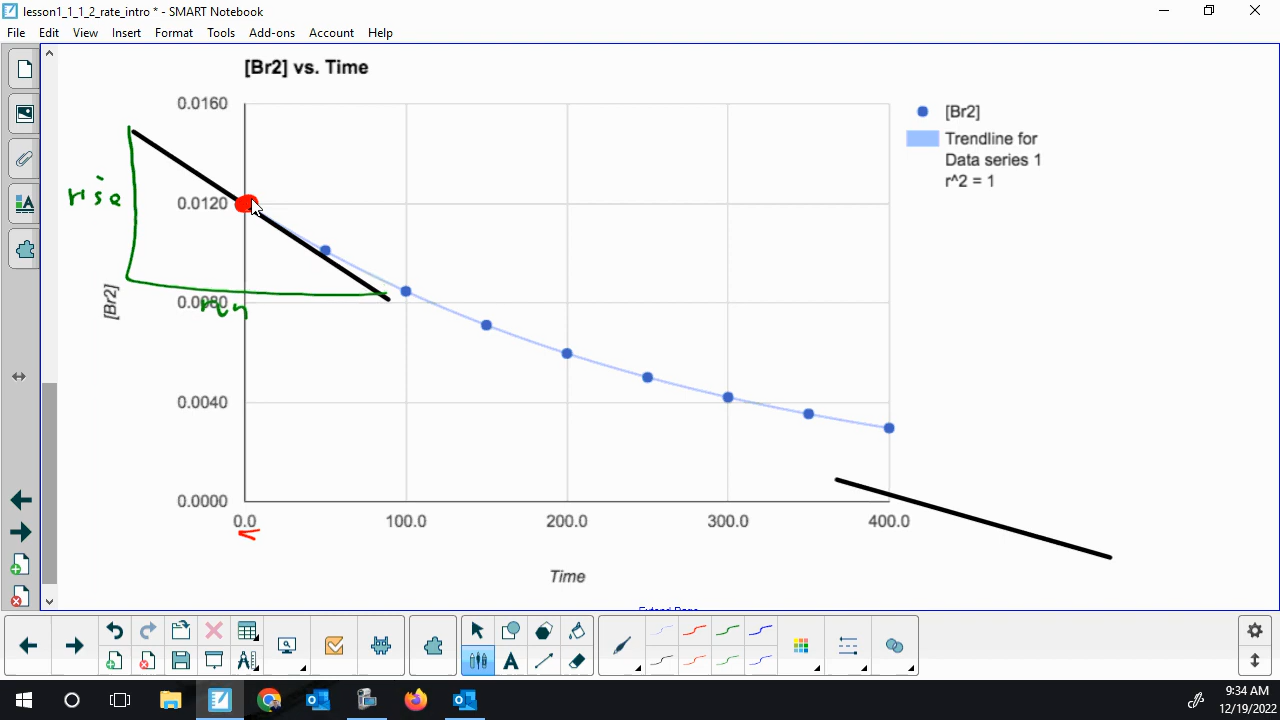 lesson1_1_1_2_rate_intro * - SMART Notebook
File Edit View Insert Format Tools Add-ons Account Help
[Br2] vs. Time
0.0160
[Br2]
Trendline for
Data series 1
r^2 = 1
rise
0.0120
[Br2]
0.0080
run
0.0040
0.0000
0.0 100.0 200.0 300.0 400.0
Time
Extend Page
9:34 AM
12/19/2022